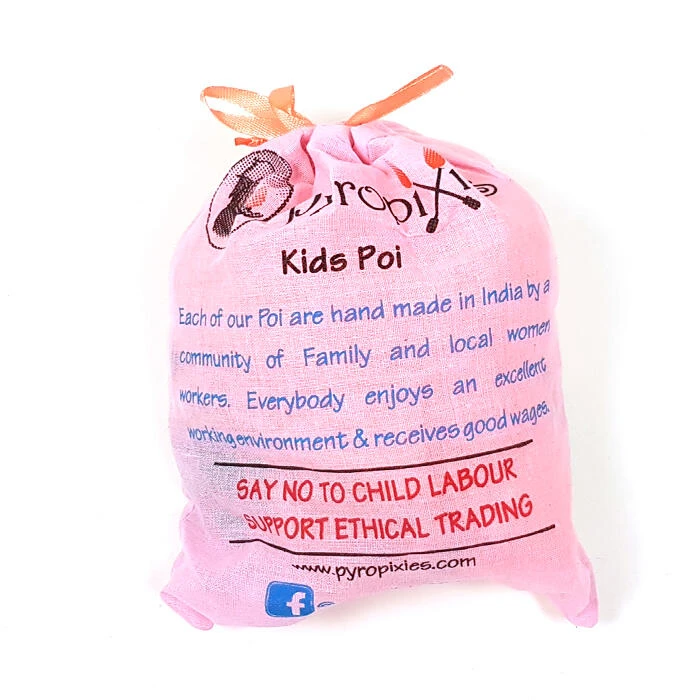 pyropixies
Kids Poi
Each of our Poi are hand made in India by a
community of Family and local women
workers. Everybody enjoys an excellent
working environment & receives good wages.
SAY NO TO CHILD LABOUR
SUPPORT ETHICAL TRADING
www.pyropixies.com
f